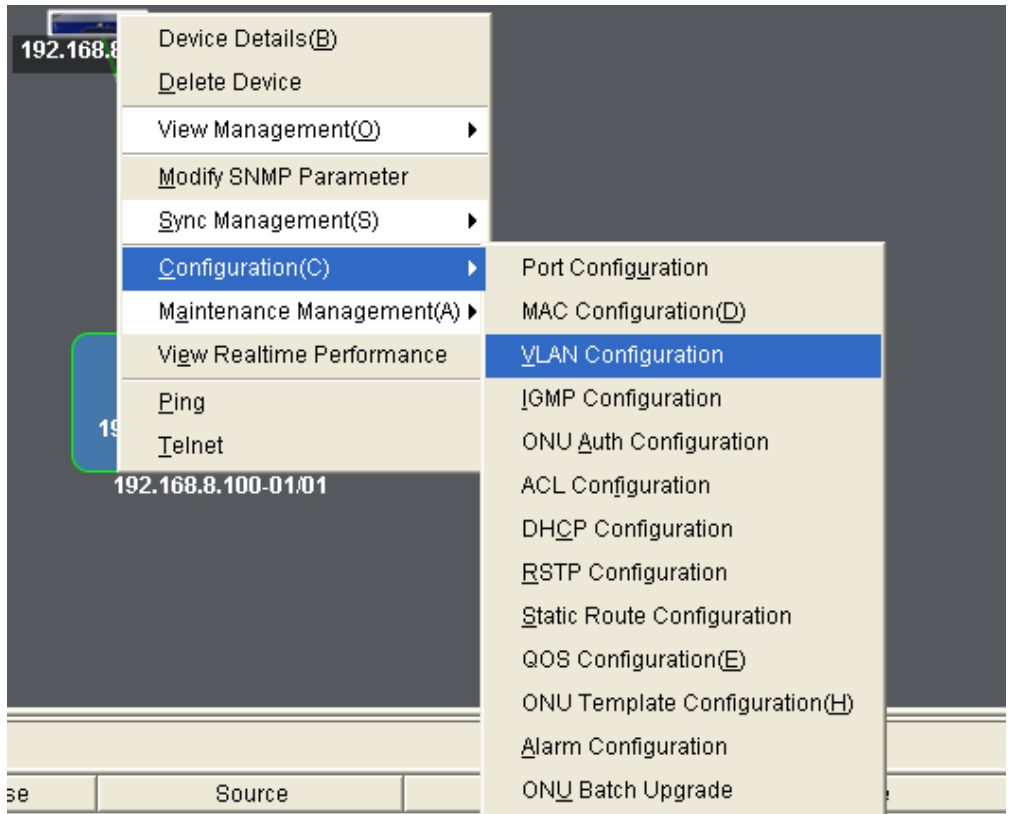 192.168.8
Device Details(B)
Delete Device
View Management(O)
Modify SNMP Parameter
Sync Management(S)
Configuration(C)
Maintenance Management(A)
View Realtime Performance
Ping
Telnet
19
192.168.8.100-01/01
Port Configuration
MAC Configuration(D)
VLAN Configuration
IGMP Configuration
ONU Auth Configuration
ACL Configuration
DHCP Configuration
RSTP Configuration
Static Route Configuration
QOS Configuration(E)
ONU Template Configuration(H)
Alarm Configuration
ONU Batch Upgrade
se
Source